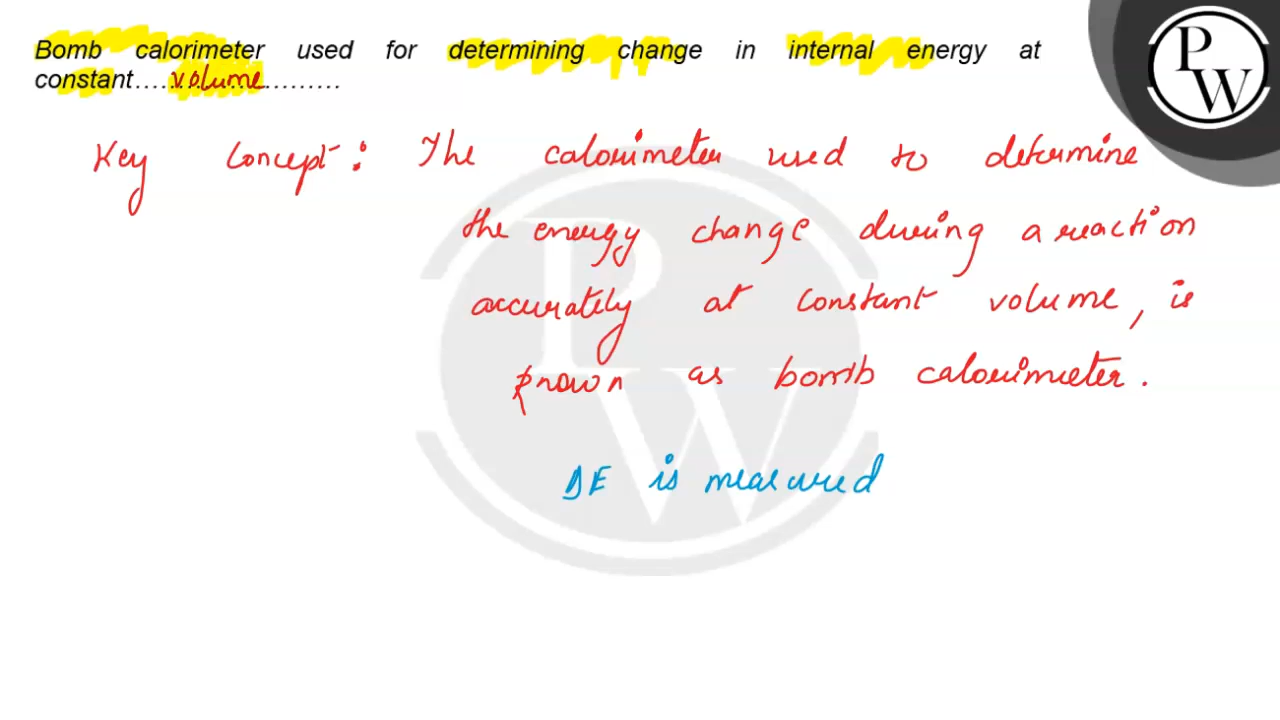 Bomb calorimeter used for determining change in internal energy at
constant....volume..........
Key Concept: The calorimeter used to determine
the energy change during a reaction
accurately at constant volume, is
known as bomb calorimeter.
ΔE is measured
P
W
P
W